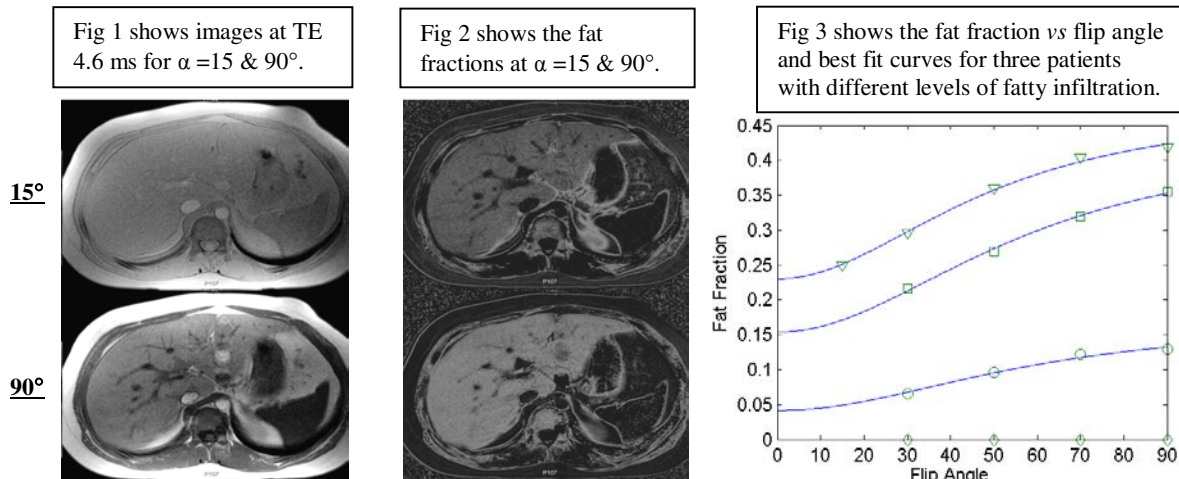 Fig 1 shows images at TE
4.6 ms for α =15 & 90°.
Fig 2 shows the fat
fractions at α =15 & 90°.
Fig 3 shows the fat fraction vs flip angle
and best fit curves for three patients
with different levels of fatty infiltration.
15°
90°
P107
P107
P107
P107
0.45
0.4
0.35
0.3
0.25
0.2
0.15
0.1
0.05
0
Fat Fraction
0 10 20 30 40 50 60 70 80 90
Flip Angle